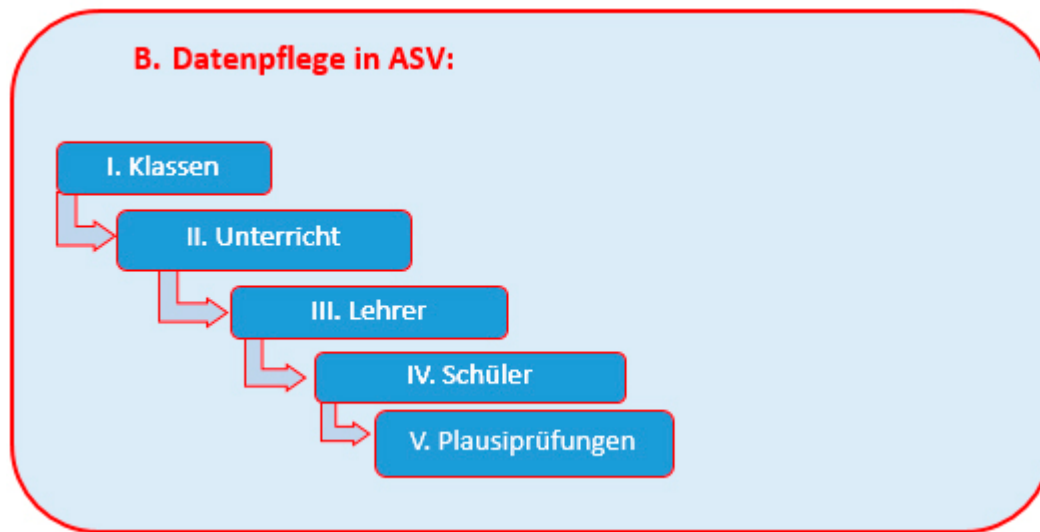 B. Datenpflege in ASV:
I. Klassen
II. Unterricht
III. Lehrer
IV. Schüler
V. Plausiprüfungen